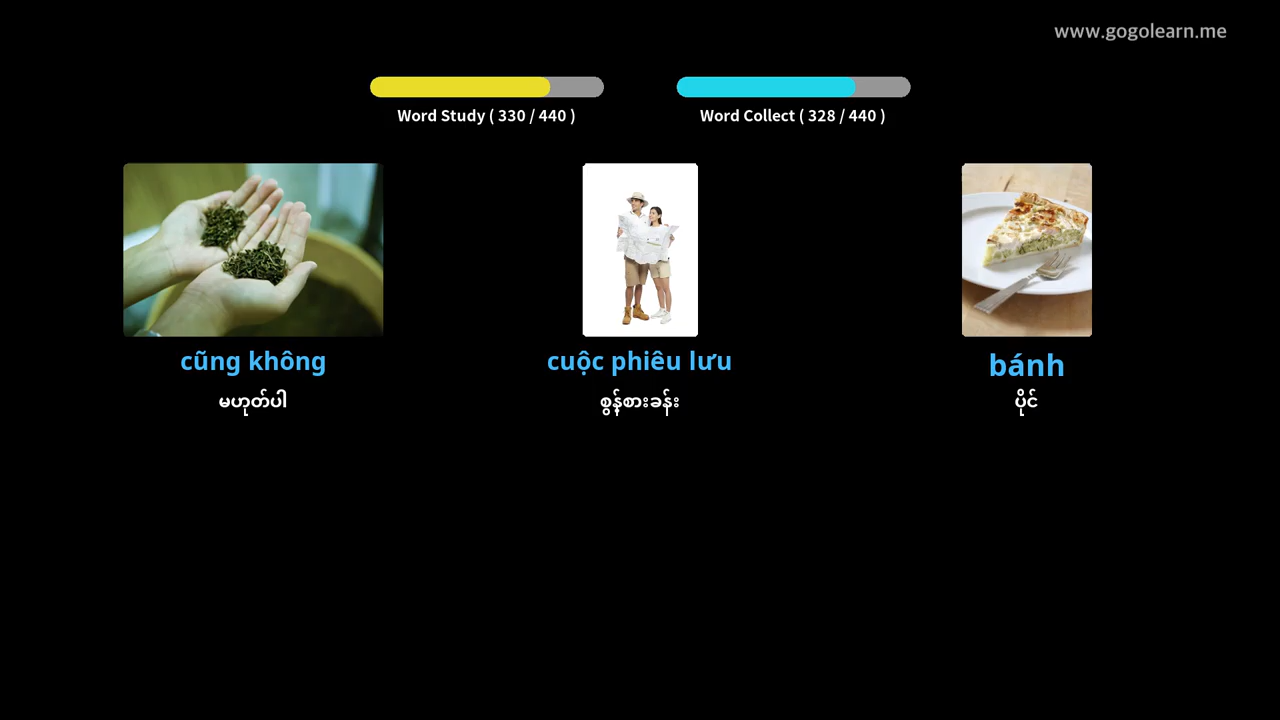 www.gogolearn.me
Word Study ( 330 / 440 )
Word Collect ( 328 / 440 )
cũng không
cuộc phiêu lưu
bánh
မဟုတ်ပါ
စွန့်စားခန်း
ပိုင်